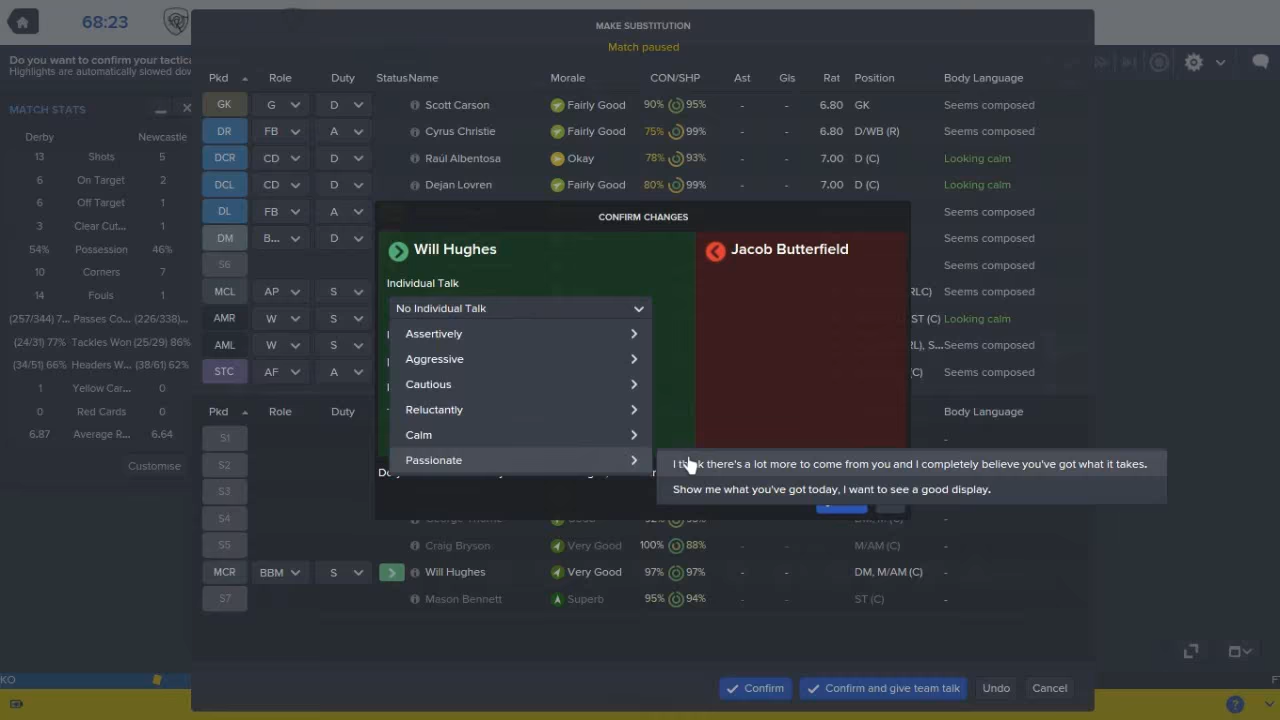 MAKE SUBSTITUTION
68:23
Match paused
Do you want to confirm your tactic
Highlights are automatically slowed dov
Pkd Role Duty Status Name Morale CON/SHP Ast Gls Rat Position Body Language
MATCH STATS
GK G D Scott Carson Fairly Good 90% 95% - - 6.80 GK Seems composed
DR FB A Cyrus Christie Fairly Good 75% 99% - - 6.80 D/WB (R) Seems composed
DCR CD D Raúl Albentosa Okay 78% 93% - - 7.00 D (C) Looking calm
DCL CD D Dejan Lovren Fairly Good 80% 99% - - 7.00 D (C) Looking calm
DL FB A Seems composed
DM B... D Seems composed
S6 Seems composed
MCL AP S RLC) Seems composed
AMR W S ST (C) Looking calm
AML W S RL), S... Seems composed
STC AF A (C) Seems composed
Derby Newcastle
13 Shots 5
6 On Target 2
6 Off Target 1
3 Clear Cut... 1
54% Possession 46%
10 Corners 7
14 Fouls 1
(257/344) 7... Passes Co... (226/338)...
(24/31) 77% Tackles Won (25/29) 86%
(34/51) 66% Headers W... (38/61) 62%
1 Yellow Car... 0
0 Red Cards 0
6.87 Average R... 6.64
Customise
CONFIRM CHANGES
Will Hughes
Jacob Butterfield
Individual Talk
No Individual Talk
Assertively
Aggressive
Cautious
Reluctantly
Calm
Passionate
I think there's a lot more to come from you and I completely believe you've got what it takes.
Show me what you've got today, I want to see a good display.
Do
Pkd Role Duty Body Language
S1 -
S2
S3
S4 DM, M (C)
S5 Craig Bryson Very Good 100% 88% - - M/AM (C) -
MCR BBM S Will Hughes Very Good 97% 97% - - DM, M/AM (C) -
S7 Mason Bennett Superb 95% 94% - - ST (C) -
KO
Confirm
Confirm and give team talk
Undo
Cancel
?